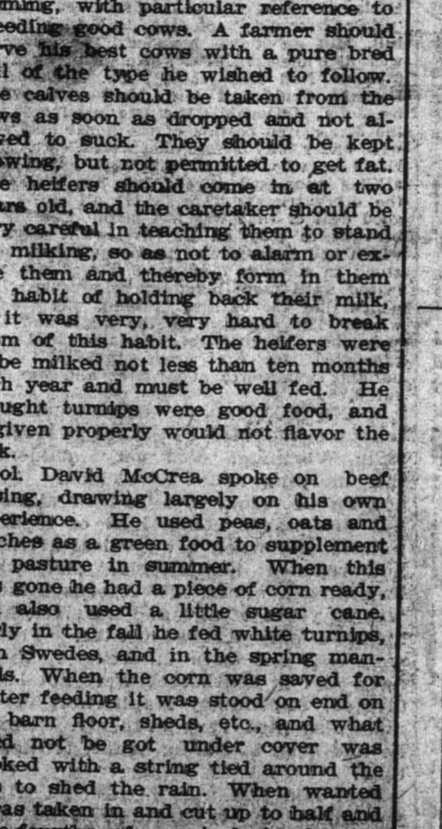 ming, with particular reference to
eeding good cows. A farmer should
rve his best cows with a pure bred
ll of the type he wished to follow.
e calves should be taken from the
ws as soon as dropped and not al-
ved to suck. They should be kept
owing, but not permitted to get fat.
e heifers should come in at two
ars old, and the caretaker should be
ry careful in teaching them to stand
milking, so as not to alarm or ex-
e them and thereby form in them
habit of holding back their milk,
it was very, very hard to break
m of this habit. The heifers were
be milked not less than ten months
h year and must be well fed. He
ught turnips were good food, and
given properly would not flavor the
k.
ol. David McCrea spoke on beef
sing, drawing largely on his own
erience. He used peas, oats and
ches as a green food to supplement
pasture in summer. When this
s gone he had a piece of corn ready,
also used a little sugar cane.
rly in the fall he fed white turnips,
n Swedes, and in the spring man-
ls. When the corn was saved for
ter feeding it was stood on end on
barn floor, sheds, etc., and what
d not be got under cover was
oked with a string tied around the
to shed the rain. When wanted
as taken in and cut up to half and